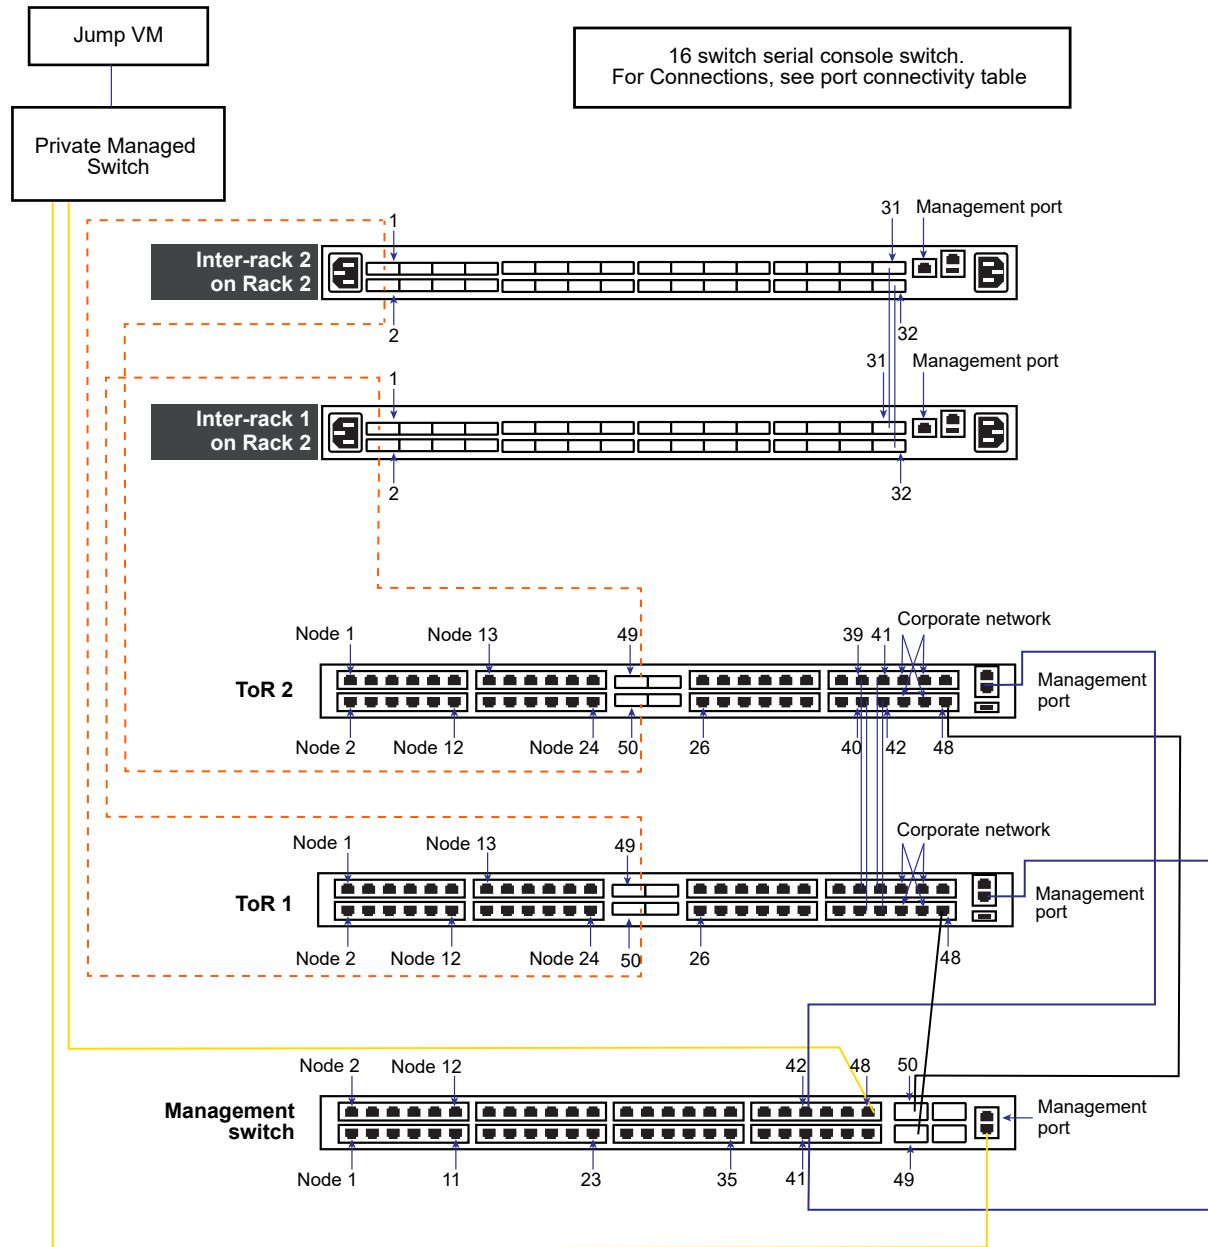 Jump VM
16 switch serial console switch.
For Connections, see port connectivity table
Private Managed
Switch
1
31
Management port
Inter-rack 2
on Rack 2
2
32
31
Management port
1
Inter-rack 1
on Rack 2
2
32
Corporate network
Node 1
Node 13
49
39
41
ToR 2
Management
port
Node 2
Node 12
Node 24
50
26
40
42
48
Corporate network
Node 1
Node 13
49
ToR 1
Management
port
Node 2
Node 12
Node 24
50
26
48
Node 2
Node 12
42
48
50
Management
switch
Management
port
Node 1
11
23
35
41
49